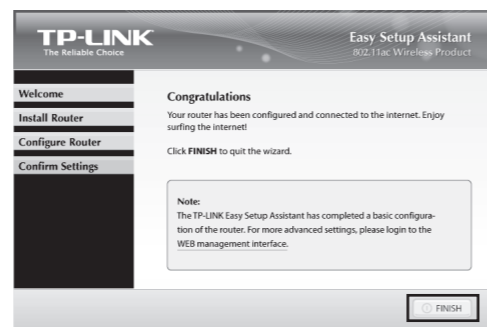 TP-LINK
The Reliable Choice
Easy Setup Assistant
802.11ac Wireless Product
Welcome
Install Router
Configure Router
Confirm Settings
Congratulations
Your router has been configured and connected to the internet. Enjoy
surfing the internet!
Click FINISH to quit the wizard.
Note:
The TP-LINK Easy Setup Assistant has completed a basic configura-
tion of the router. For more advanced settings, please login to the
WEB management interface.
FINISH